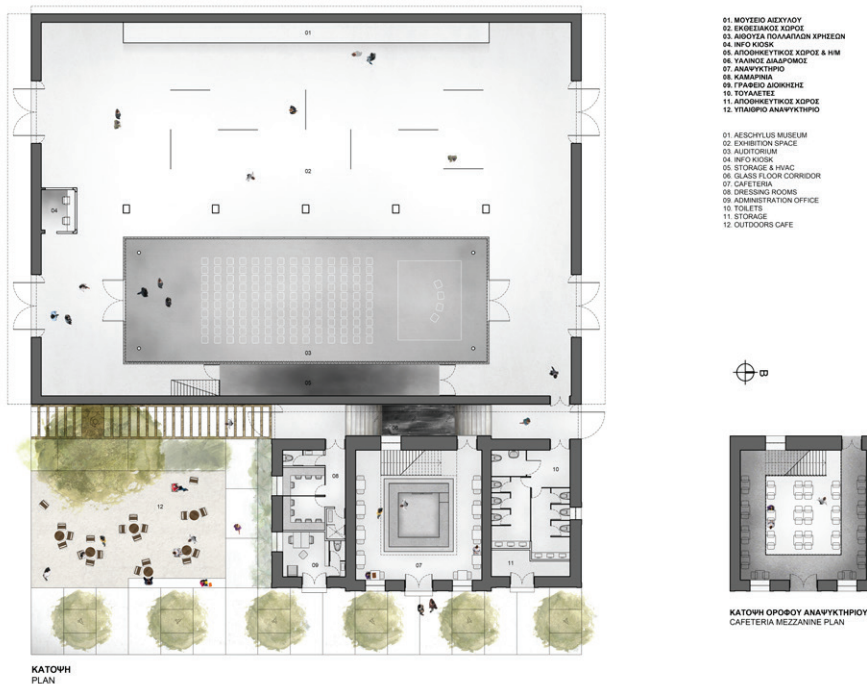 01. ΜΟΥΣΕΙΟ ΑΙΣΧΥΛΟΥ
02. ΕΚΘΕΣΙΑΚΟΣ ΧΩΡΟΣ
03. ΑΙΘΟΥΣΑ ΠΟΛΛΑΠΛΩΝ ΧΡΗΣΕΩΝ
04. INFO KIOSK
05. ΑΠΟΘΗΚΕΥΤΙΚΟΣ ΧΩΡΟΣ & Η/Μ
06. ΥΑΛΙΝΟΣ ΔΙΑΔΡΟΜΟΣ
07. ΑΝΑΨΥΚΤΗΡΙΟ
08. ΚΑΜΑΡΙΝΙΑ
09. ΓΡΑΦΕΙΟ ΔΙΟΙΚΗΣΗΣ
10. ΤΟΥΑΛΕΤΕΣ
11. ΑΠΟΘΗΚΕΥΤΙΚΟΣ ΧΩΡΟΣ
12. ΥΠΑΙΘΡΙΟ ΑΝΑΨΥΚΤΗΡΙΟ
01. AESCHYLUS MUSEUM
02. EXHIBITION SPACE
03. AUDITORIUM
04. INFO KIOSK
05. STORAGE & HVAC
06. GLASS FLOOR CORRIDOR
07. CAFETERIA
08. DRESSING ROOMS
09. ADMINISTRATION OFFICE
10. TOILETS
11. STORAGE
12. OUTDOORS CAFE
01
02
04
03
B
08
10
12
09
07
11
ΚΑΤΟΨΗ ΟΡΟΦΟΥ ΑΝΑΨΥΚΤΗΡΙΟΥ
CAFETERIA MEZZANINE PLAN
ΚΑΤΟΨΗ
PLAN